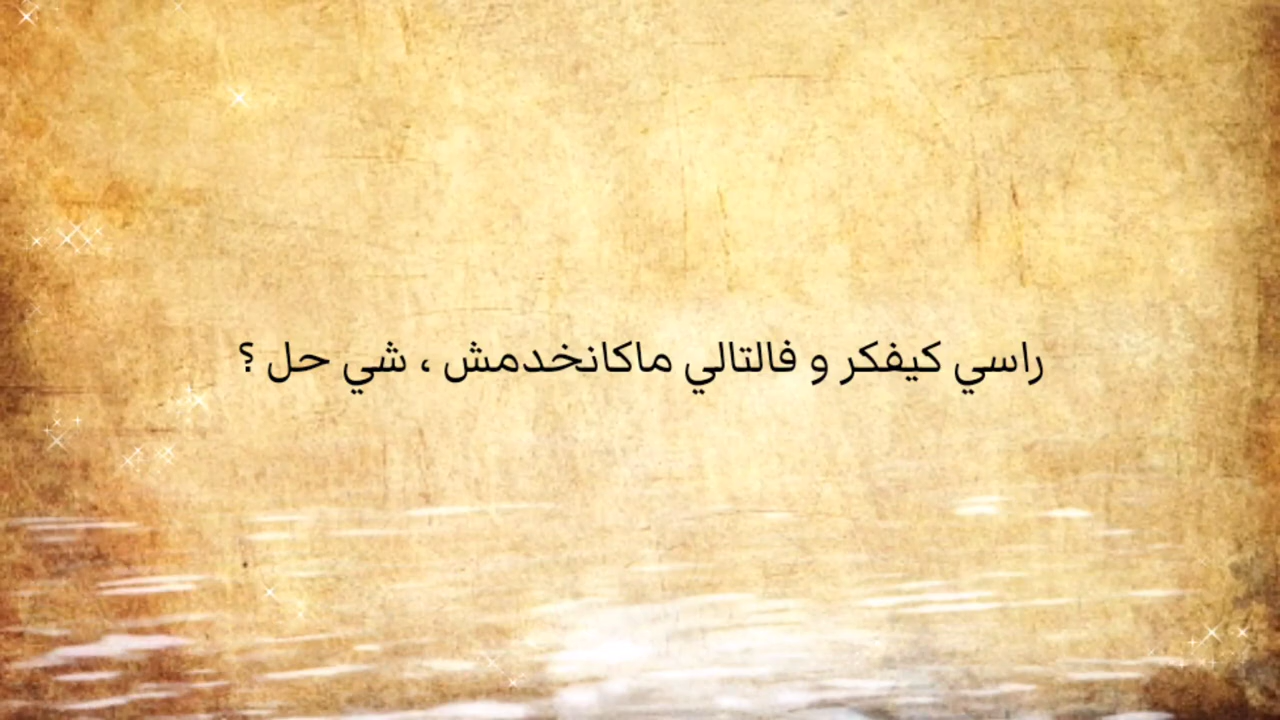 راسي كيفكر و فالتالي ماكانخدمش ، شي حل ؟